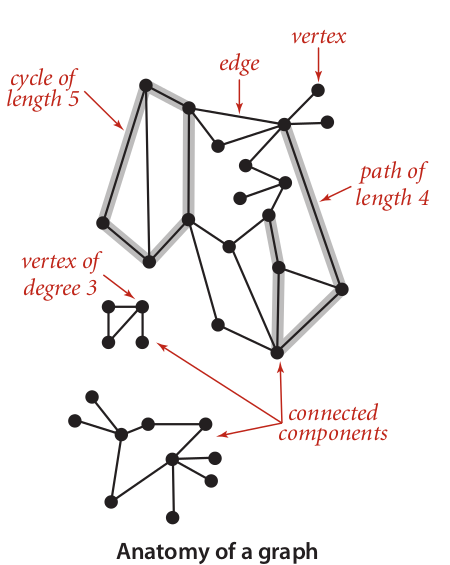 vertex
edge
cycle of
length 5
path of
length 4
vertex of
degree 3
connected
components
Anatomy of a graph